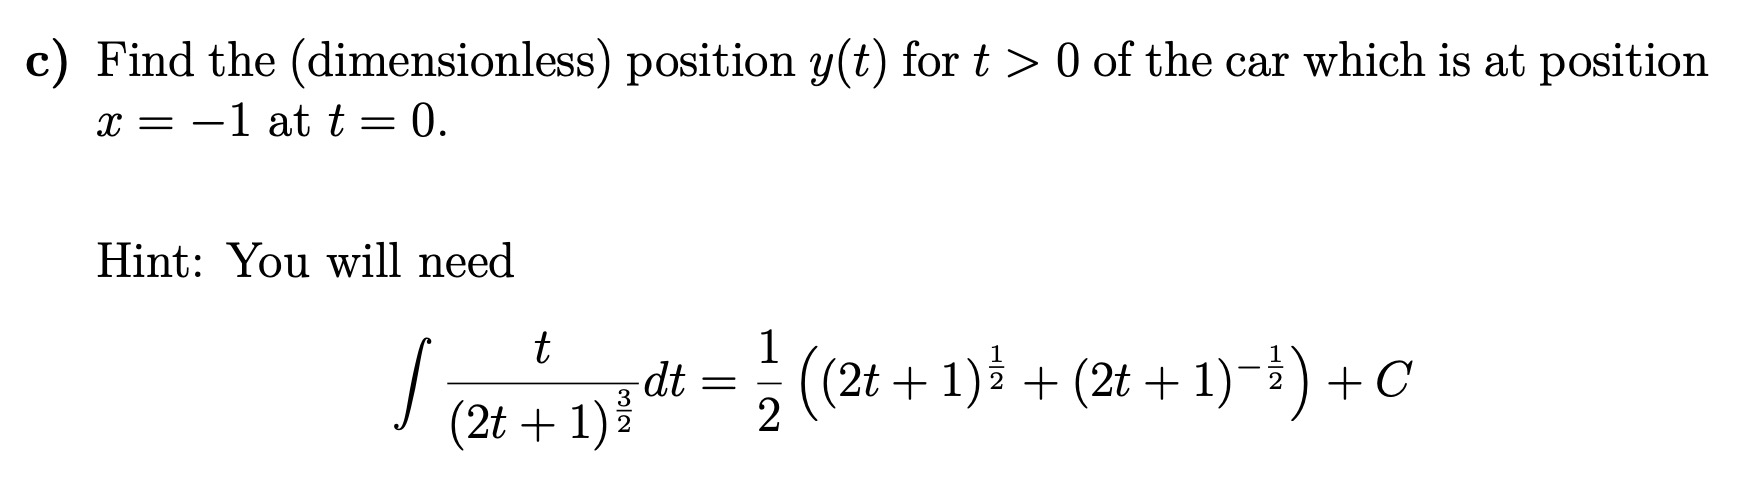 c) Find the (dimensionless) position y(t) for t > 0 of the car which is at position
x = −1 at t = 0.
Hint: You will need
∫ t/(2t + 1)^{3/2} dt = 1/2 ((2t + 1)^{1/2} + (2t + 1)^{−1/2}) + C